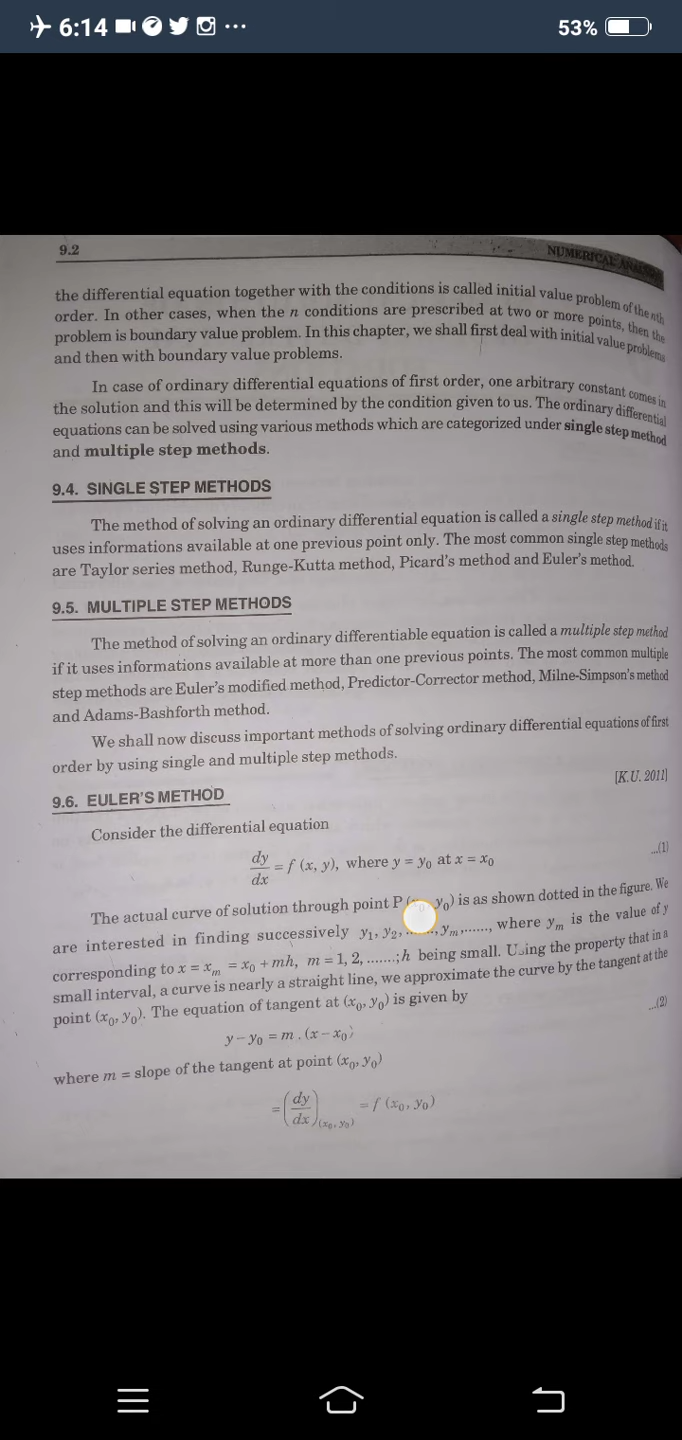 6:14
53%
9.2
NUMERICAL ANALYSIS
the differential equation together with the conditions is called initial value problem of the nth
order. In other cases, when the n conditions are prescribed at two or more points, then the
problem is boundary value problem. In this chapter, we shall first deal with initial value problems
and then with boundary value problems.
In case of ordinary differential equations of first order, one arbitrary constant comes in
the solution and this will be determined by the condition given to us. The ordinary differential
equations can be solved using various methods which are categorized under single step method
and multiple step methods.
9.4. SINGLE STEP METHODS
The method of solving an ordinary differential equation is called a single step method if it
uses informations available at one previous point only. The most common single step methods
are Taylor series method, Runge-Kutta method, Picard's method and Euler's method.
9.5. MULTIPLE STEP METHODS
The method of solving an ordinary differentiable equation is called a multiple step method
if it uses informations available at more than one previous points. The most common multiple
step methods are Euler's modified method, Predictor-Corrector method, Milne-Simpson's method
and Adams-Bashforth method.
We shall now discuss important methods of solving ordinary differential equations of first
order by using single and multiple step methods.
[K.U. 2011]
9.6. EULER'S METHOD
Consider the differential equation
dy/dx = f (x, y), where y = y₀ at x = x₀ ...(1)
The actual curve of solution through point P ( y₀) is as shown dotted in the figure. We
are interested in finding successively y₁, y₂, ......, yₘ, ......, where yₘ is the value of y
corresponding to x = xₘ = x₀ + mh, m = 1, 2, .......; h being small. Using the property that in a
small interval, a curve is nearly a straight line, we approximate the curve by the tangent at the
point (x₀, y₀). The equation of tangent at (x₀, y₀) is given by
y – y₀ = m . (x – x₀) ...(2)
where m = slope of the tangent at point (x₀, y₀)
= (dy/dx)(x₀, y₀) = f (x₀, y₀)